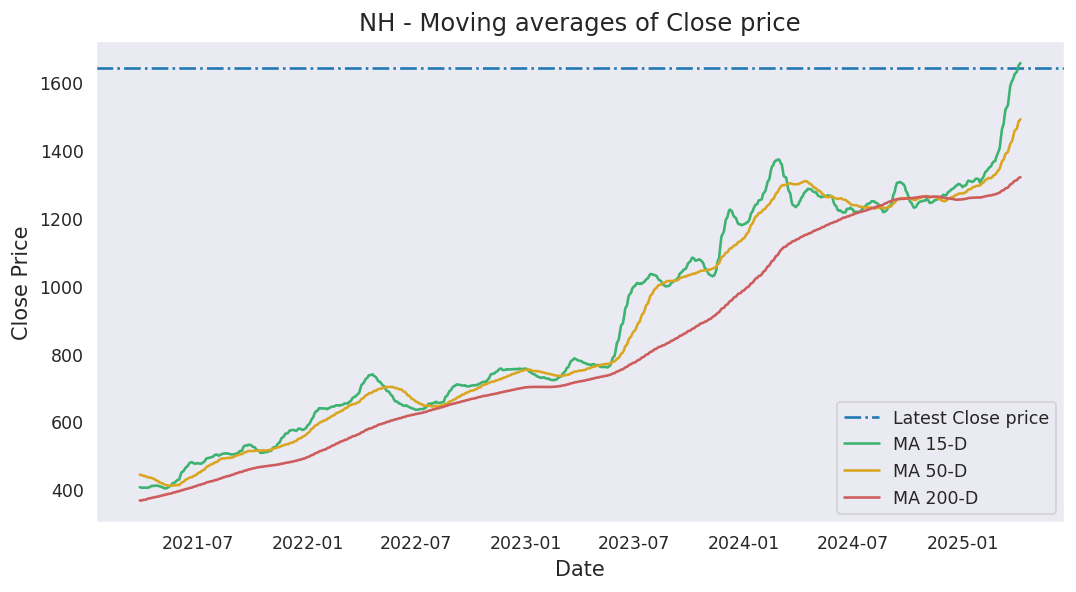 NH - Moving averages of Close price
Close Price
1600
1400
1200
1000
800
600
400
2021-07 2022-01 2022-07 2023-01 2023-07 2024-01 2024-07 2025-01
Date
Latest Close price
MA 15-D
MA 50-D
MA 200-D